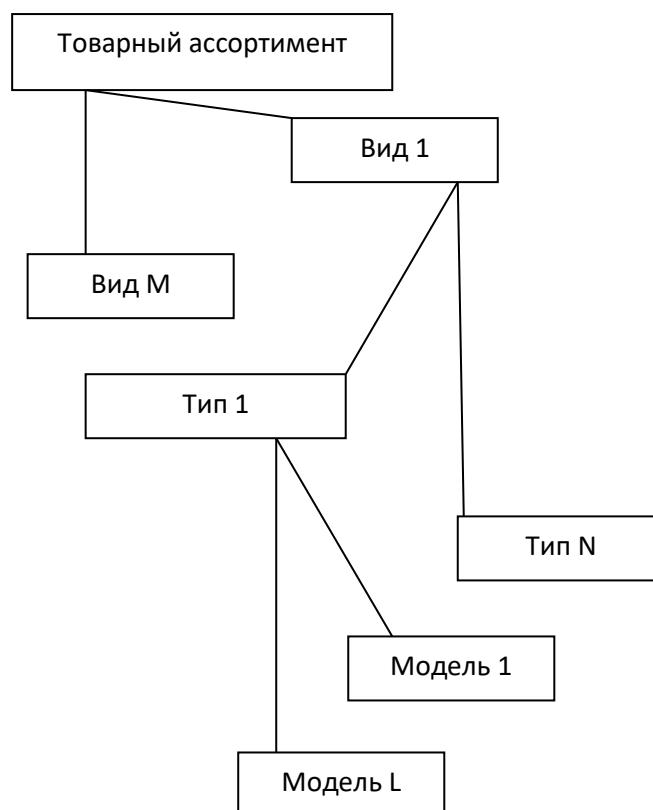 Товарный ассортимент
Вид 1
Вид M
Тип 1
Тип N
Модель 1
Модель L